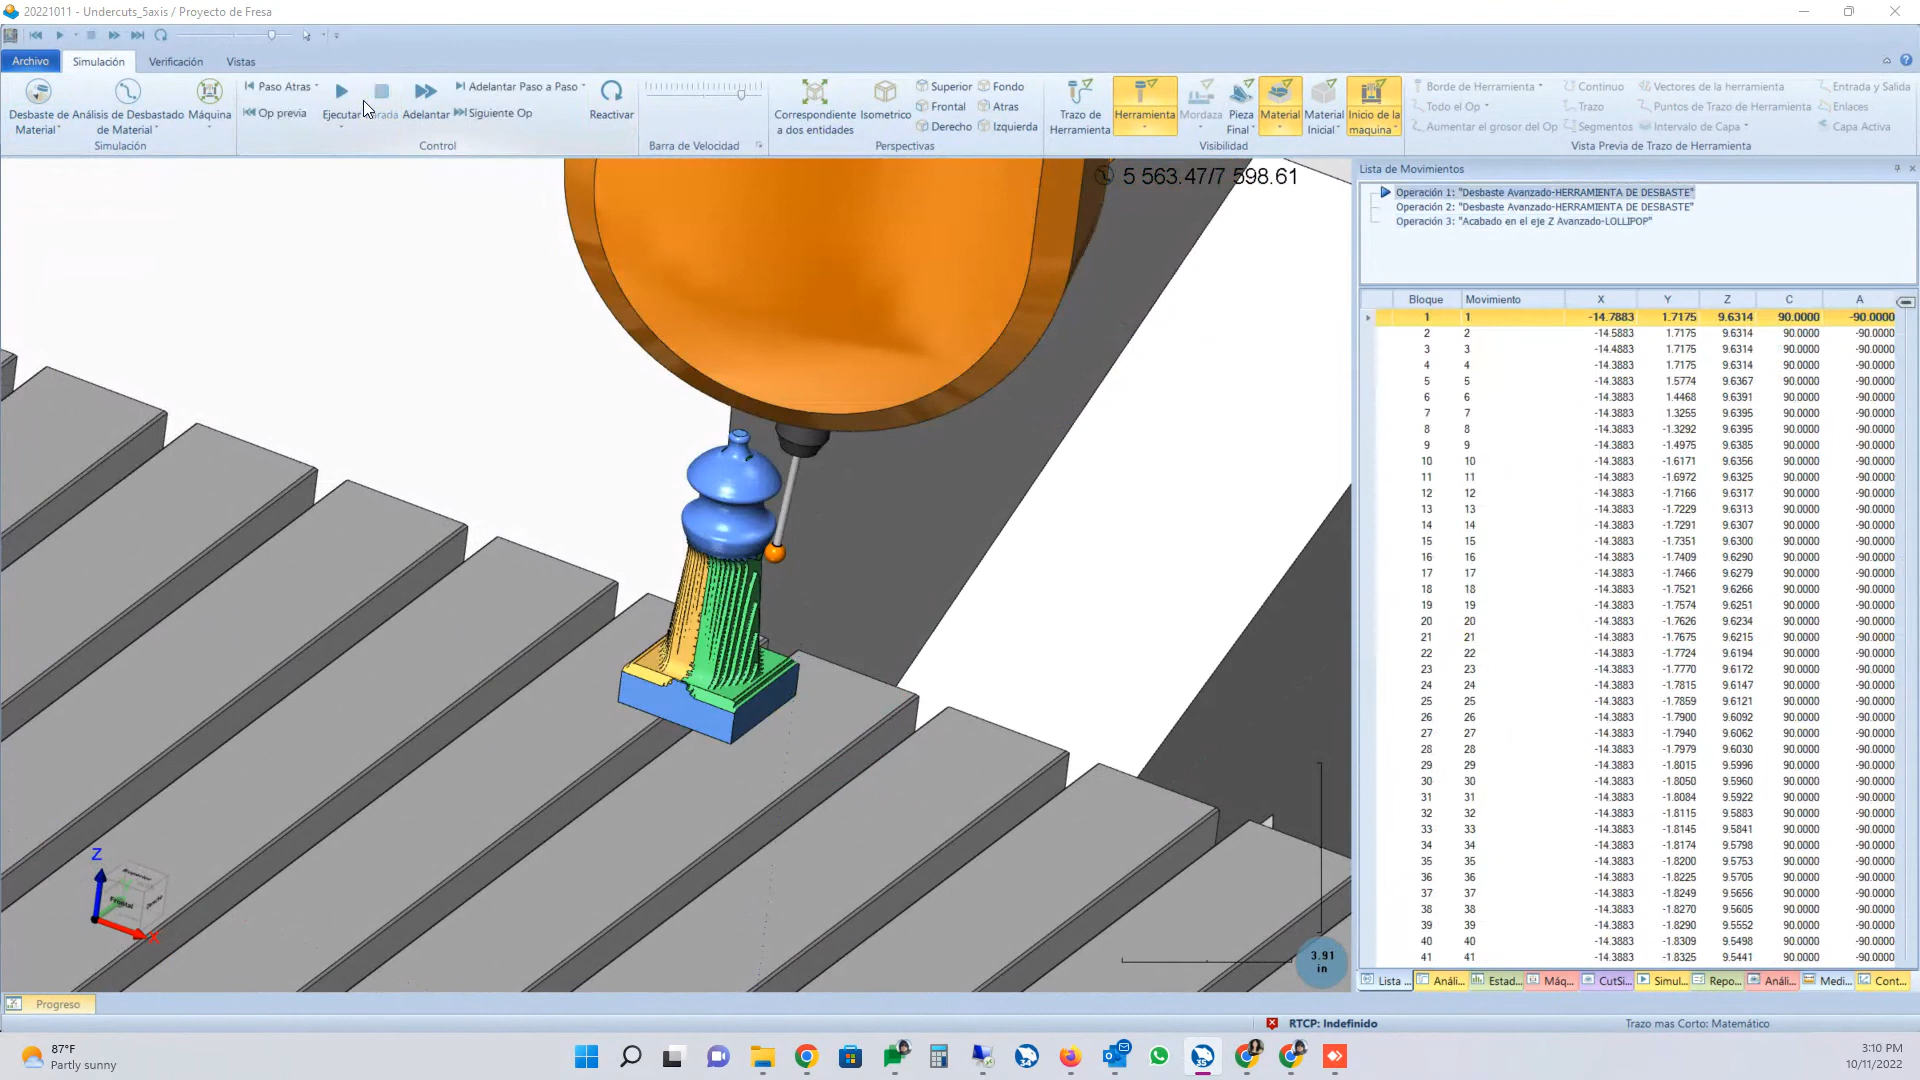 20221011 - Undercuts_5axis / Proyecto de Fresa
Archivo Simulación Verificación Vistas
Desbaste de Material
Análisis de Desbastado de Material
Máquina
Simulación
Paso Atras
Op previa
Ejecutar
Adelantar
Adelantar Paso a Paso
Siguiente Op
Reactivar
Control
Barra de Velocidad
Correspondiente a dos entidades
Isometrico
Superior Fondo
Frontal Atras
Derecho Izquierda
Perspectivas
Trazo de Herramienta
Herramienta
Mordaza
Pieza Final
Material
Material Inicial
Inicio de la maquina
Visibilidad
Borde de Herramienta Continuo Vectores de la herramienta Entrada y Salida
Todo el Op Trazo Puntos de Trazo de Herramienta Enlaces
Aumentar el grosor del Op Segmentos Intervalo de Capa Capa Activa
Vista Previa de Trazo de Herramienta
5 563.47/7 598.61
Lista de Movimientos
Operación 1: "Desbaste Avanzado-HERRAMIENTA DE DESBASTE"
Operación 2: "Desbaste Avanzado-HERRAMIENTA DE DESBASTE"
Operación 3: "Acabado en el eje Z Avanzado-LOLLIPOP"
Bloque Movimiento X Y Z C A
1 1 -14.7883 1.7175 9.6314 90.0000 -90.0000
2 2 -14.5883 1.7175 9.6314 90.0000 -90.0000
3 3 -14.4883 1.7175 9.6314 90.0000 -90.0000
4 4 -14.3883 1.7175 9.6314 90.0000 -90.0000
5 5 -14.3883 1.5774 9.6367 90.0000 -90.0000
6 6 -14.3883 1.4468 9.6391 90.0000 -90.0000
7 7 -14.3883 1.3255 9.6395 90.0000 -90.0000
8 8 -14.3883 -1.3292 9.6395 90.0000 -90.0000
9 9 -14.3883 -1.4975 9.6385 90.0000 -90.0000
10 10 -14.3883 -1.6171 9.6356 90.0000 -90.0000
11 11 -14.3883 -1.6972 9.6325 90.0000 -90.0000
12 12 -14.3883 -1.7166 9.6317 90.0000 -90.0000
13 13 -14.3883 -1.7229 9.6313 90.0000 -90.0000
14 14 -14.3883 -1.7291 9.6307 90.0000 -90.0000
15 15 -14.3883 -1.7351 9.6300 90.0000 -90.0000
16 16 -14.3883 -1.7409 9.6290 90.0000 -90.0000
17 17 -14.3883 -1.7466 9.6279 90.0000 -90.0000
18 18 -14.3883 -1.7521 9.6266 90.0000 -90.0000
19 19 -14.3883 -1.7574 9.6251 90.0000 -90.0000
20 20 -14.3883 -1.7626 9.6234 90.0000 -90.0000
21 21 -14.3883 -1.7675 9.6215 90.0000 -90.0000
22 22 -14.3883 -1.7724 9.6194 90.0000 -90.0000
23 23 -14.3883 -1.7770 9.6172 90.0000 -90.0000
24 24 -14.3883 -1.7815 9.6147 90.0000 -90.0000
25 25 -14.3883 -1.7859 9.6121 90.0000 -90.0000
26 26 -14.3883 -1.7900 9.6092 90.0000 -90.0000
27 27 -14.3883 -1.7940 9.6062 90.0000 -90.0000
28 28 -14.3883 -1.7979 9.6030 90.0000 -90.0000
29 29 -14.3883 -1.8015 9.5996 90.0000 -90.0000
30 30 -14.3883 -1.8050 9.5960 90.0000 -90.0000
31 31 -14.3883 -1.8084 9.5922 90.0000 -90.0000
32 32 -14.3883 -1.8115 9.5883 90.0000 -90.0000
33 33 -14.3883 -1.8145 9.5841 90.0000 -90.0000
34 34 -14.3883 -1.8174 9.5798 90.0000 -90.0000
35 35 -14.3883 -1.8200 9.5753 90.0000 -90.0000
36 36 -14.3883 -1.8225 9.5705 90.0000 -90.0000
37 37 -14.3883 -1.8249 9.5656 90.0000 -90.0000
38 38 -14.3883 -1.8270 9.5605 90.0000 -90.0000
39 39 -14.3883 -1.8290 9.5552 90.0000 -90.0000
40 40 -14.3883 -1.8309 9.5498 90.0000 -90.0000
41 41 -14.3883 -1.8325 9.5441 90.0000 -90.0000
Z
Frontal
X
3.91
in
Lista ... Análi... Estad... Máq... CutSi... Simul... Repo... Análi... Medi... Cont...
Progreso
RTCP: Indefinido
Trazo mas Corto: Matemático
87°F
Partly sunny
3:10 PM
10/11/2022